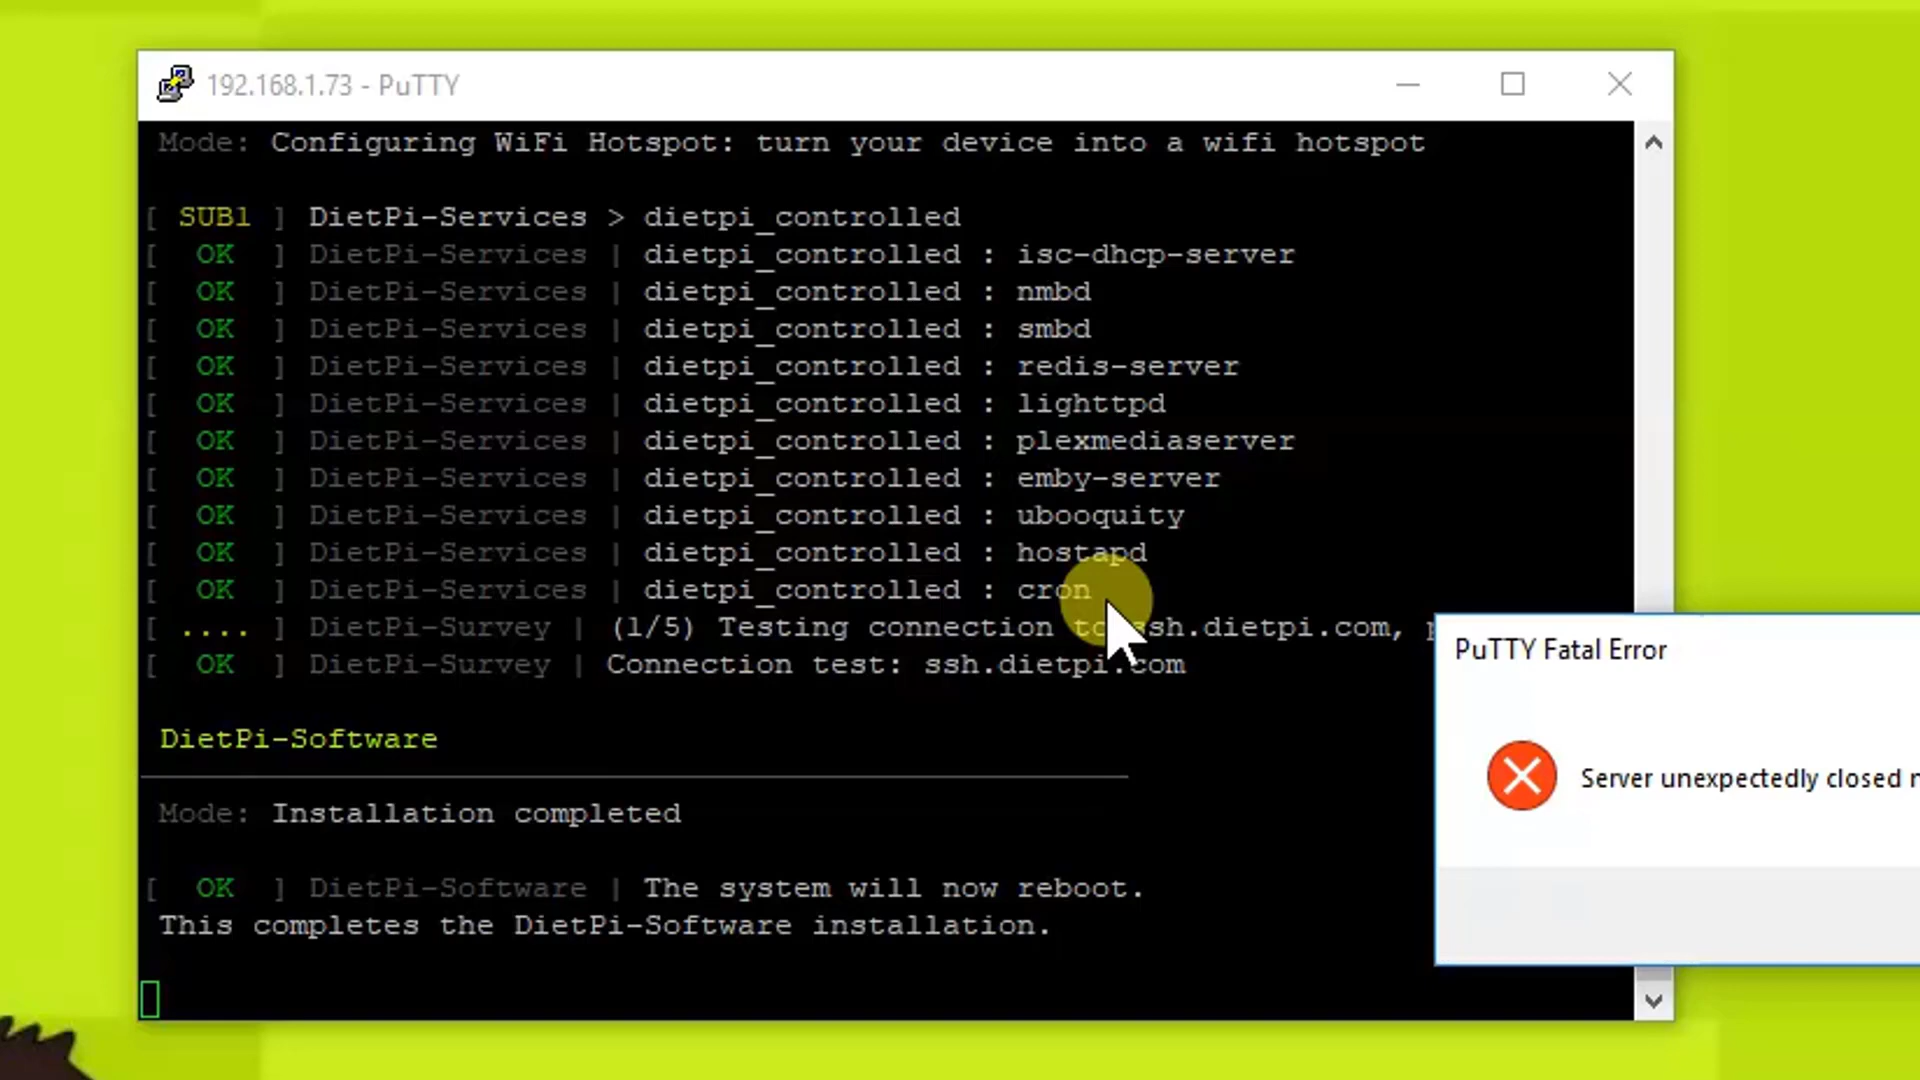 192.168.1.73 - PuTTY
Mode: Configuring WiFi Hotspot: turn your device into a wifi hotspot
[ SUB1 ] DietPi-Services > dietpi_controlled
[ OK ] DietPi-Services | dietpi_controlled : isc-dhcp-server
[ OK ] DietPi-Services | dietpi_controlled : nmbd
[ OK ] DietPi-Services | dietpi_controlled : smbd
[ OK ] DietPi-Services | dietpi_controlled : redis-server
[ OK ] DietPi-Services | dietpi_controlled : lighttpd
[ OK ] DietPi-Services | dietpi_controlled : plexmediaserver
[ OK ] DietPi-Services | dietpi_controlled : emby-server
[ OK ] DietPi-Services | dietpi_controlled : ubooquity
[ OK ] DietPi-Services | dietpi_controlled : hostapd
[ OK ] DietPi-Services | dietpi_controlled : cron
[ .... ] DietPi-Survey | (1/5) Testing connection to ssh.dietpi.com,
[ OK ] DietPi-Survey | Connection test: ssh.dietpi.com
DietPi-Software
Mode: Installation completed
[ OK ] DietPi-Software | The system will now reboot.
This completes the DietPi-Software installation.
PuTTY Fatal Error
Server unexpectedly closed